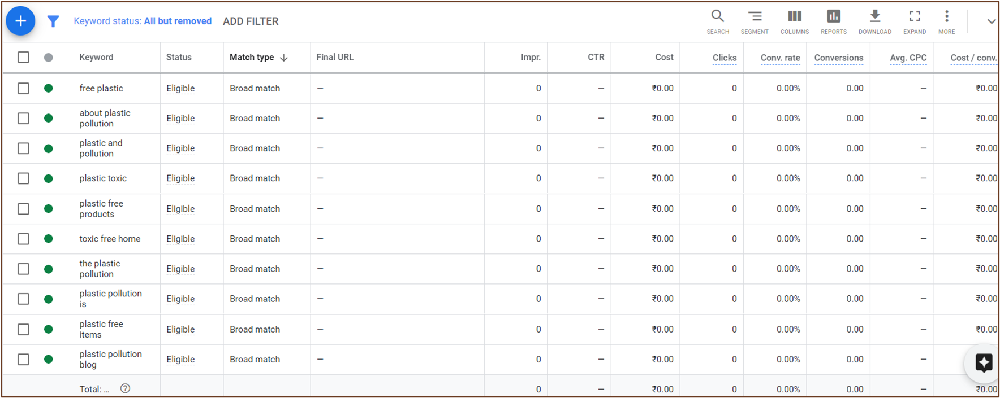 Keyword status: All but removed ADD FILTER
SEARCH SEGMENT COLUMNS REPORTS DOWNLOAD EXPAND MORE
Keyword Status Match type Final URL Impr. CTR Cost Clicks Conv. rate Conversions Avg. CPC Cost / conv.
free plastic Eligible Broad match — 0 — ₹0.00 0 0.00% 0.00 — ₹0.00
about plastic
pollution Eligible Broad match — 0 — ₹0.00 0 0.00% 0.00 — ₹0.00
plastic and
pollution Eligible Broad match — 0 — ₹0.00 0 0.00% 0.00 — ₹0.00
plastic toxic Eligible Broad match — 0 — ₹0.00 0 0.00% 0.00 — ₹0.00
plastic free
products Eligible Broad match — 0 — ₹0.00 0 0.00% 0.00 — ₹0.00
toxic free home Eligible Broad match — 0 — ₹0.00 0 0.00% 0.00 — ₹0.00
the plastic
pollution Eligible Broad match — 0 — ₹0.00 0 0.00% 0.00 — ₹0.00
plastic pollution
is Eligible Broad match — 0 — ₹0.00 0 0.00% 0.00 — ₹0.00
plastic free
items Eligible Broad match — 0 — ₹0.00 0 0.00% 0.00 — ₹0.00
plastic pollution
blog Eligible Broad match — 0 — ₹0.00 0 0.00% 0.00 —
Total: ... 0 — ₹0.00 0 0.00% 0.00 — ₹0.00